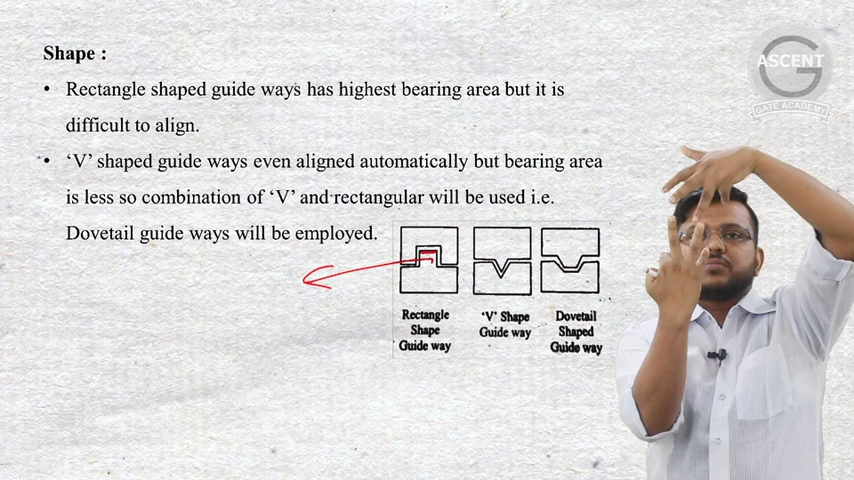 Shape :
• Rectangle shaped guide ways has highest bearing area but it is
difficult to align.
• ‘V’ shaped guide ways even aligned automatically but bearing area
is less so combination of ‘V’ and rectangular will be used i.e.
Dovetail guide ways will be employed.
Rectangle
Shape
Guide way
‘V’ Shape
Guide way
Dovetail
Shaped
Guide way
G
ASCENT
GATE ACADEMY